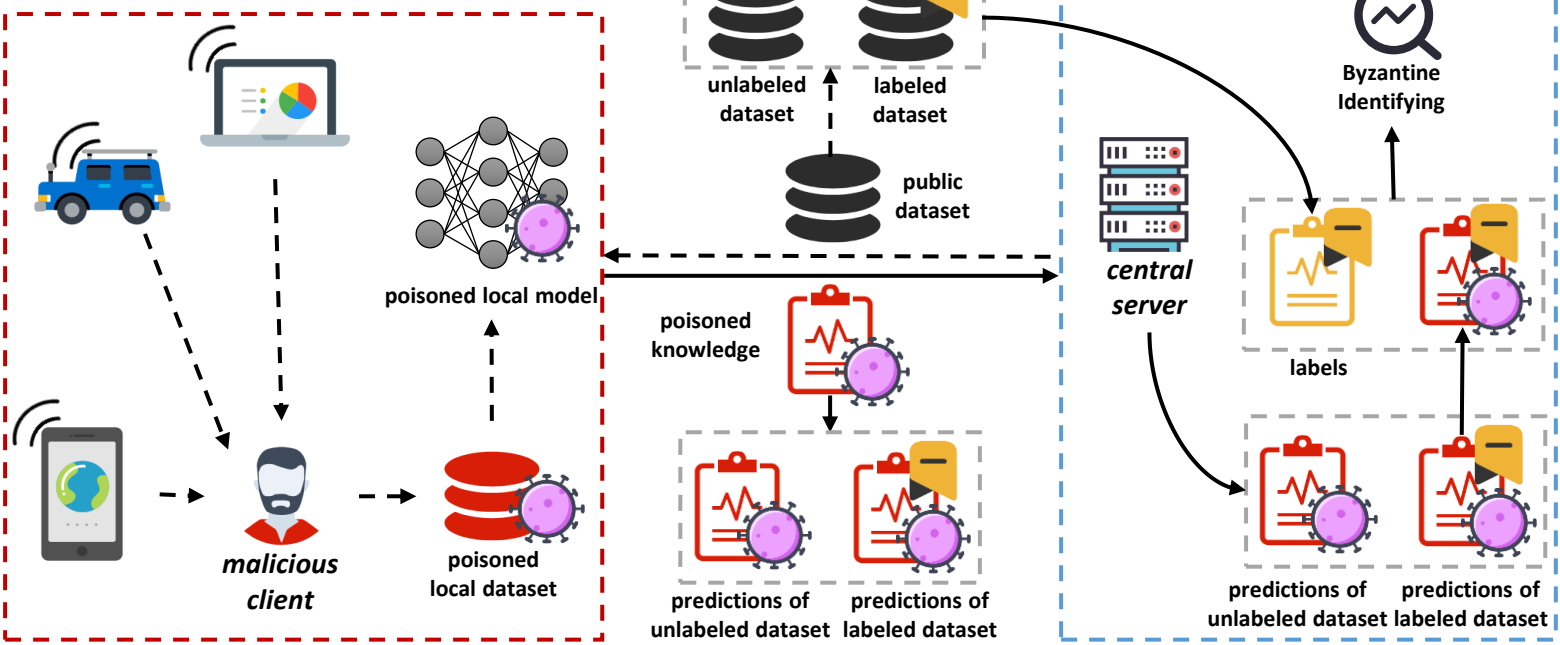 unlabeled
dataset
labeled
dataset
Byzantine
Identifying
public
dataset
poisoned local model
central
server
poisoned
knowledge
labels
malicious
client
poisoned
local dataset
predictions of
unlabeled dataset
predictions of
labeled dataset
predictions of
unlabeled dataset
predictions of
labeled dataset